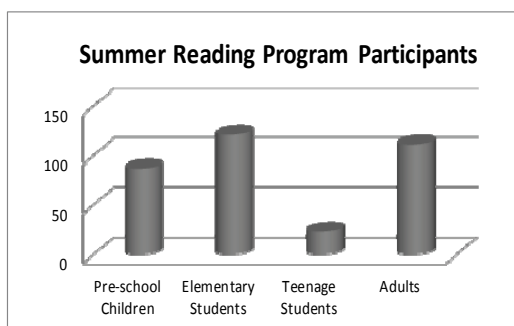 Summer Reading Program Participants
150
100
50
0
Pre-school Children
Elementary Students
Teenage Students
Adults